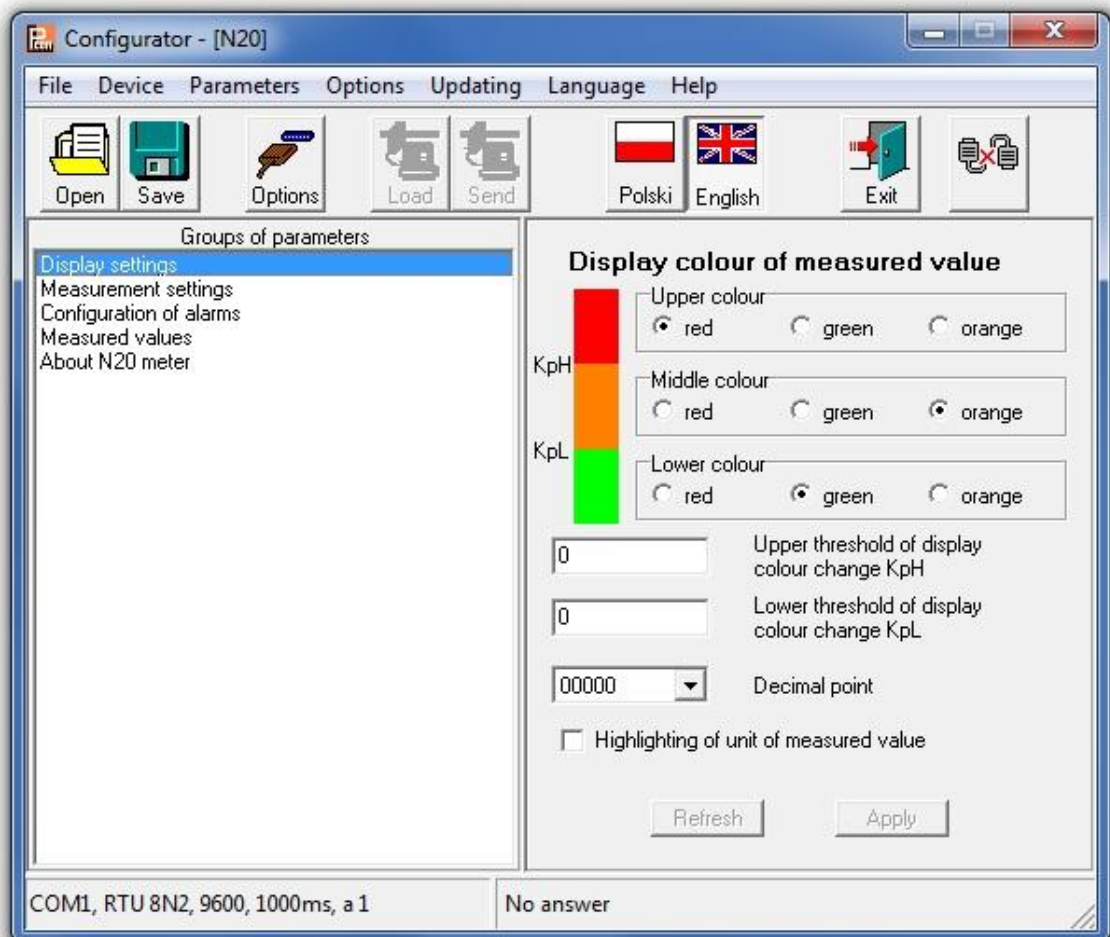 Configurator - [N20]
File Device Parameters Options Updating Language Help
Open Save Options Load Send Polski English Exit
Groups of parameters
Display settings
Measurement settings
Configuration of alarms
Measured values
About N20 meter
Display colour of measured value
Upper colour
red green orange
KpH
Middle colour
red green orange
KpL
Lower colour
red green orange
0
Upper threshold of display
colour change KpH
0
Lower threshold of display
colour change KpL
00000 Decimal point
Highlighting of unit of measured value
Refresh Apply
COM1, RTU 8N2, 9600, 1000ms, a 1 No answer